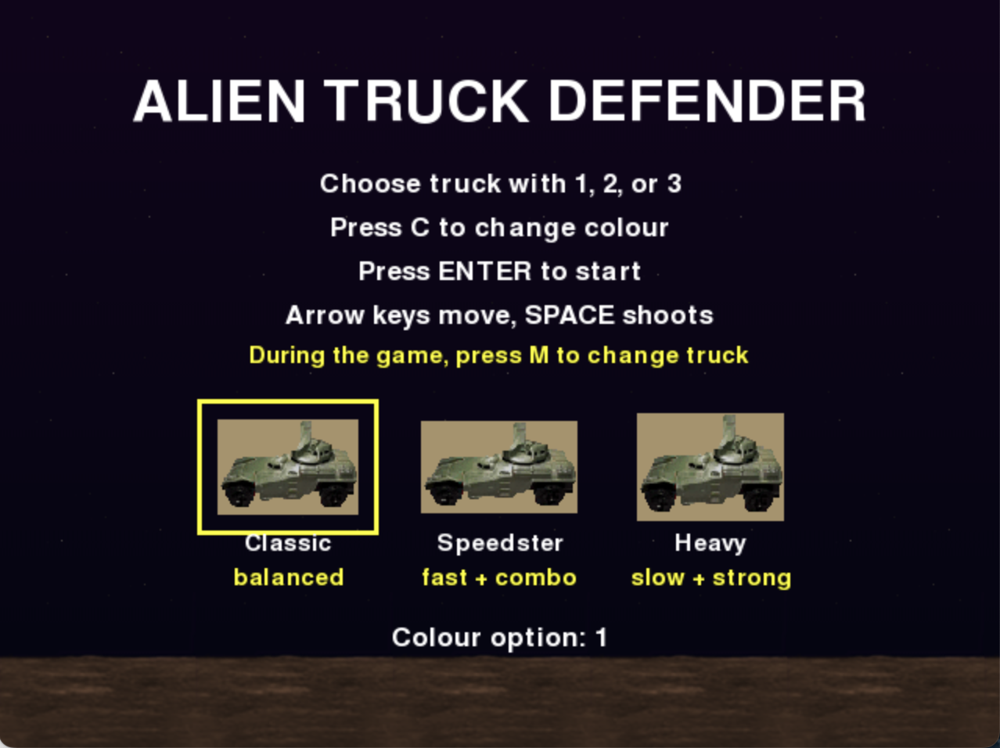 ALIEN TRUCK DEFENDER
Choose truck with 1, 2, or 3
Press C to change colour
Press ENTER to start
Arrow keys move, SPACE shoots
During the game, press M to change truck
Classic Speedster Heavy
balanced fast + combo slow + strong
Colour option: 1